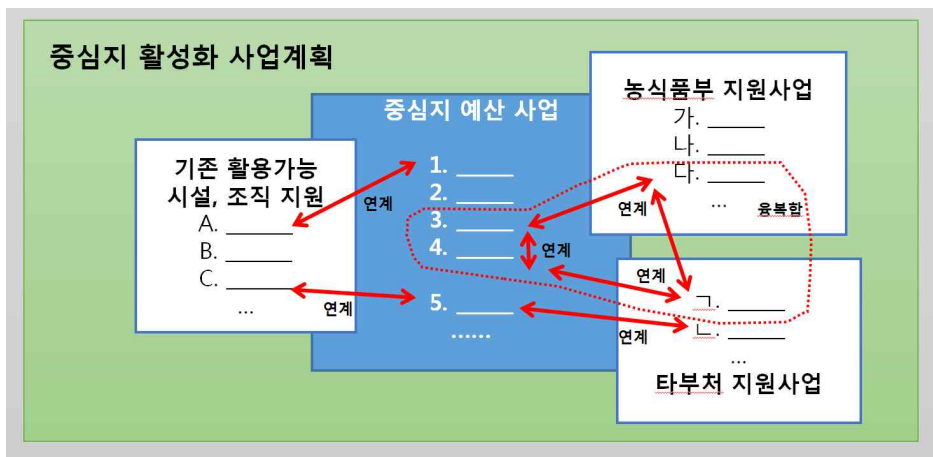 중심지 활성화 사업계획
기존 활용가능
시설, 조직 지원
A. ______
B. ______
C. ______
...
연계
연계
중심지 예산 사업
1. ______
2. ______
3. ______
4. ______
5. ______
......
연계
농식품부 지원사업
가. ______
나. ______
다. ______
...
연계
융복합
연계
연계
ㄱ. ______
ㄴ. ______
...
타부처 지원사업